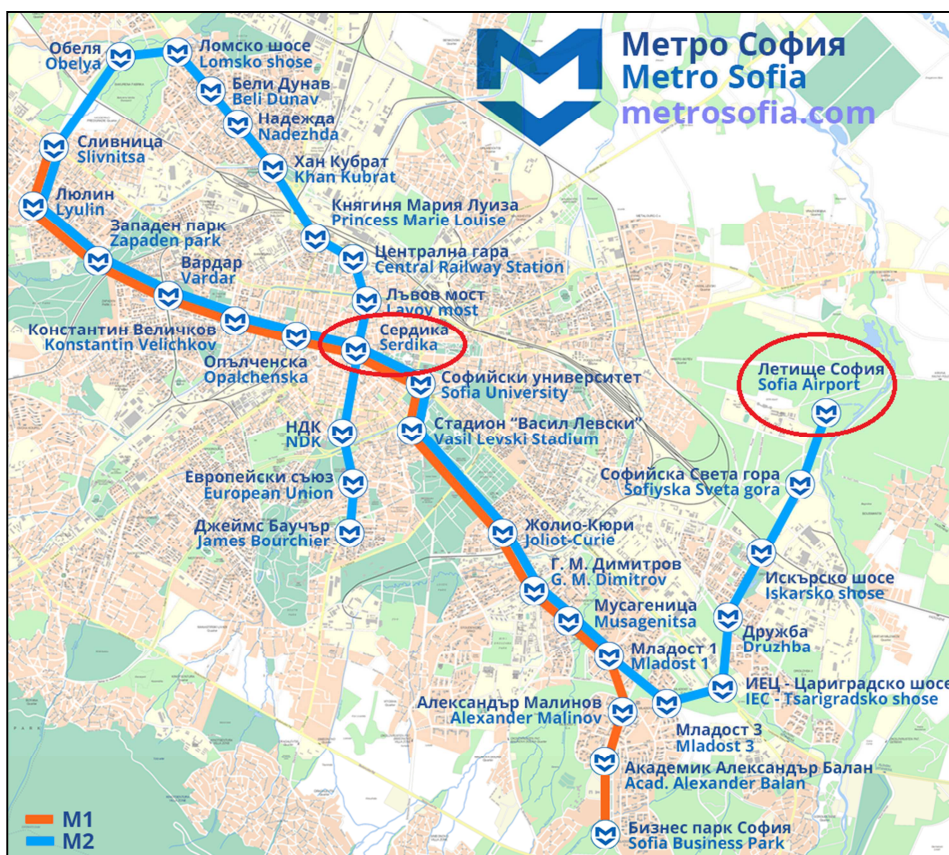 Метро София
Metro Sofia
metrosofia.com
Обеля
Obelya
Ломско шосе
Lomsko shose
Бели Дунав
Beli Dunav
Надежда
Nadezhda
Сливница
Slivnitsa
Хан Кубрат
Khan Kubrat
Люлин
Lyulin
Княгиня Мария Луиза
Princess Marie Louise
Западен парк
Zapaden park
Централна гара
Central Railway Station
Вардар
Vardar
Лъвов мост
Lavov most
Константин Величков
Konstantin Velichkov
Сердика
Serdika
Опълченска
Opalchenska
Летище София
Sofia Airport
Софийски университет
Sofia University
НДК
NDK
Стадион “Васил Левски”
Vasil Levski Stadium
Европейски съюз
European Union
Софийска Света гора
Sofiyska Sveta gora
Джеймс Баучър
James Bourchier
Жолио-Кюри
Joliot-Curie
Г. М. Димитров
G. M. Dimitrov
Искърско шосе
Iskarsko shose
Мусагеница
Musagenitsa
Дружба
Druzhba
Младост 1
Mladost 1
ИЕЦ - Цариградско шосе
IEC - Tsarigradsko shose
Александър Малинов
Alexander Malinov
Младост 3
Mladost 3
Академик Александър Балан
Acad. Alexander Balan
Бизнес парк София
Sofia Business Park
M1
M2